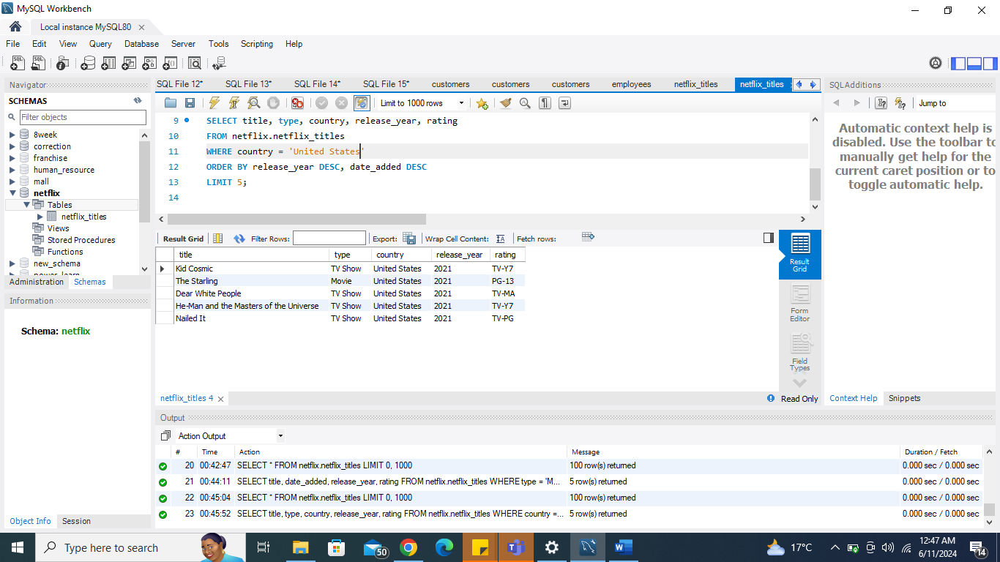 MySQL Workbench
Local instance MySQL80
File Edit View Query Database Server Tools Scripting Help
Navigator
SCHEMAS
Filter objects
8week
correction
franchise
human_resource
mall
netflix
Tables
netflix_titles
Views
Stored Procedures
Functions
new_schema
power_learn
Administration Schemas
Information
Schema: netflix
Object Info Session
SQL File 12* SQL File 13* SQL File 14* SQL File 15* customers customers customers employees netflix_titles netflix_titles
Limit to 1000 rows
9 SELECT title, type, country, release_year, rating
10 FROM netflix.netflix_titles
11 WHERE country = 'United States'
12 ORDER BY release_year DESC, date_added DESC
13 LIMIT 5;
14
Result Grid Filter Rows: Export: Wrap Cell Content: Fetch rows:
title type country release_year rating
Kid Cosmic TV Show United States 2021 TV-Y7
The Starling Movie United States 2021 PG-13
Dear White People TV Show United States 2021 TV-MA
He-Man and the Masters of the Universe TV Show United States 2021 TV-Y7
Nailed It TV Show United States 2021 TV-PG
Result
Grid
Form
Editor
Field
Types
netflix_titles 4
Read Only
SQLAdditions
Jump to
Automatic context help is
disabled. Use the toolbar to
manually get help for the
current caret position or to
toggle automatic help.
Context Help Snippets
Output
Action Output
# Time Action Message Duration / Fetch
20 00:42:47 SELECT * FROM netflix.netflix_titles LIMIT 0, 1000 100 row(s) returned 0.000 sec / 0.000 sec
21 00:44:11 SELECT title, date_added, release_year, rating FROM netflix.netflix_titles WHERE type = 'M... 5 row(s) returned 0.000 sec / 0.000 sec
22 00:45:04 SELECT * FROM netflix.netflix_titles LIMIT 0, 1000 100 row(s) returned 0.000 sec / 0.000 sec
23 00:45:52 SELECT title, type, country, release_year, rating FROM netflix.netflix_titles WHERE country =... 5 row(s) returned 0.000 sec / 0.000 sec
Type here to search
50
17°C
12:47 AM
6/11/2024
14